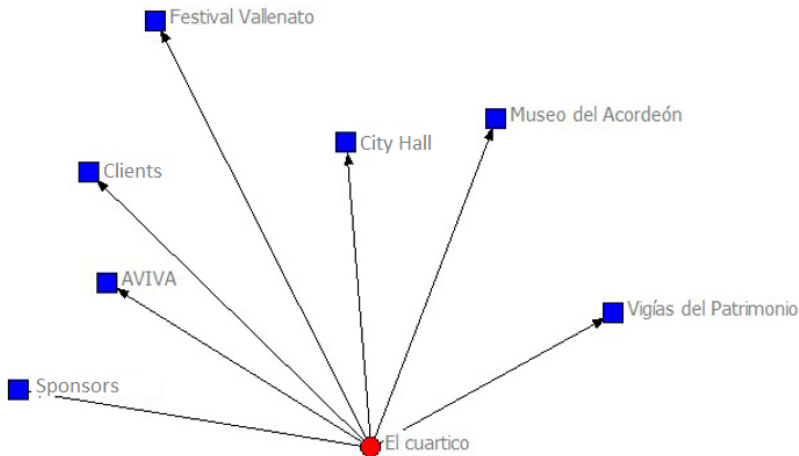 Festival Vallenato
Museo del Acordeón
City Hall
Clients
AVIVA
Vigías del Patrimonio
Sponsors
El cuartico